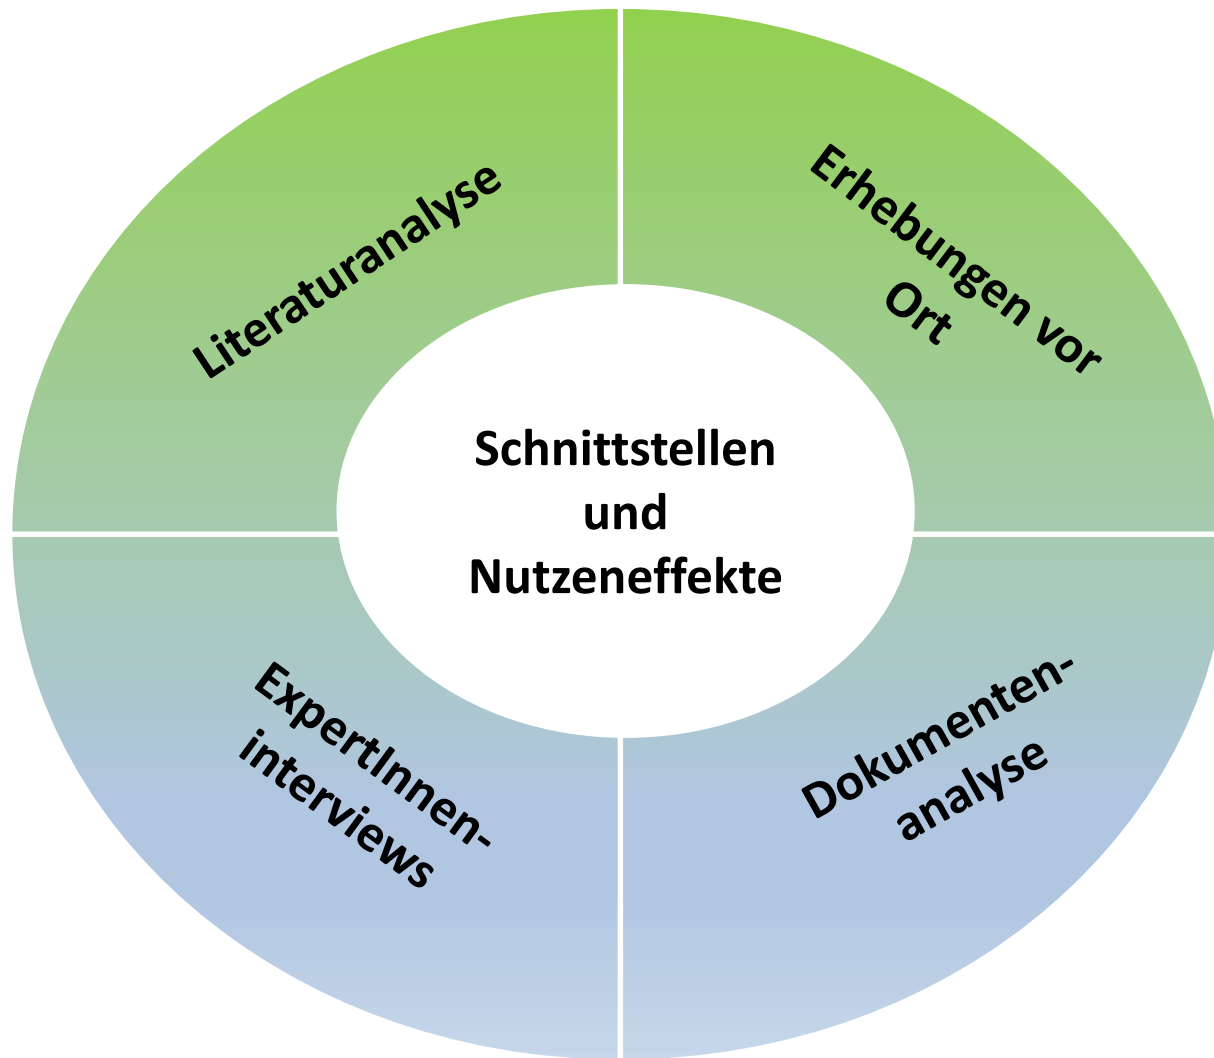 Literaturanalyse
Erhebungen vor
Ort
Schnittstellen
und
Nutzeneffekte
ExpertInnen-
interviews
Dokumenten-
analyse